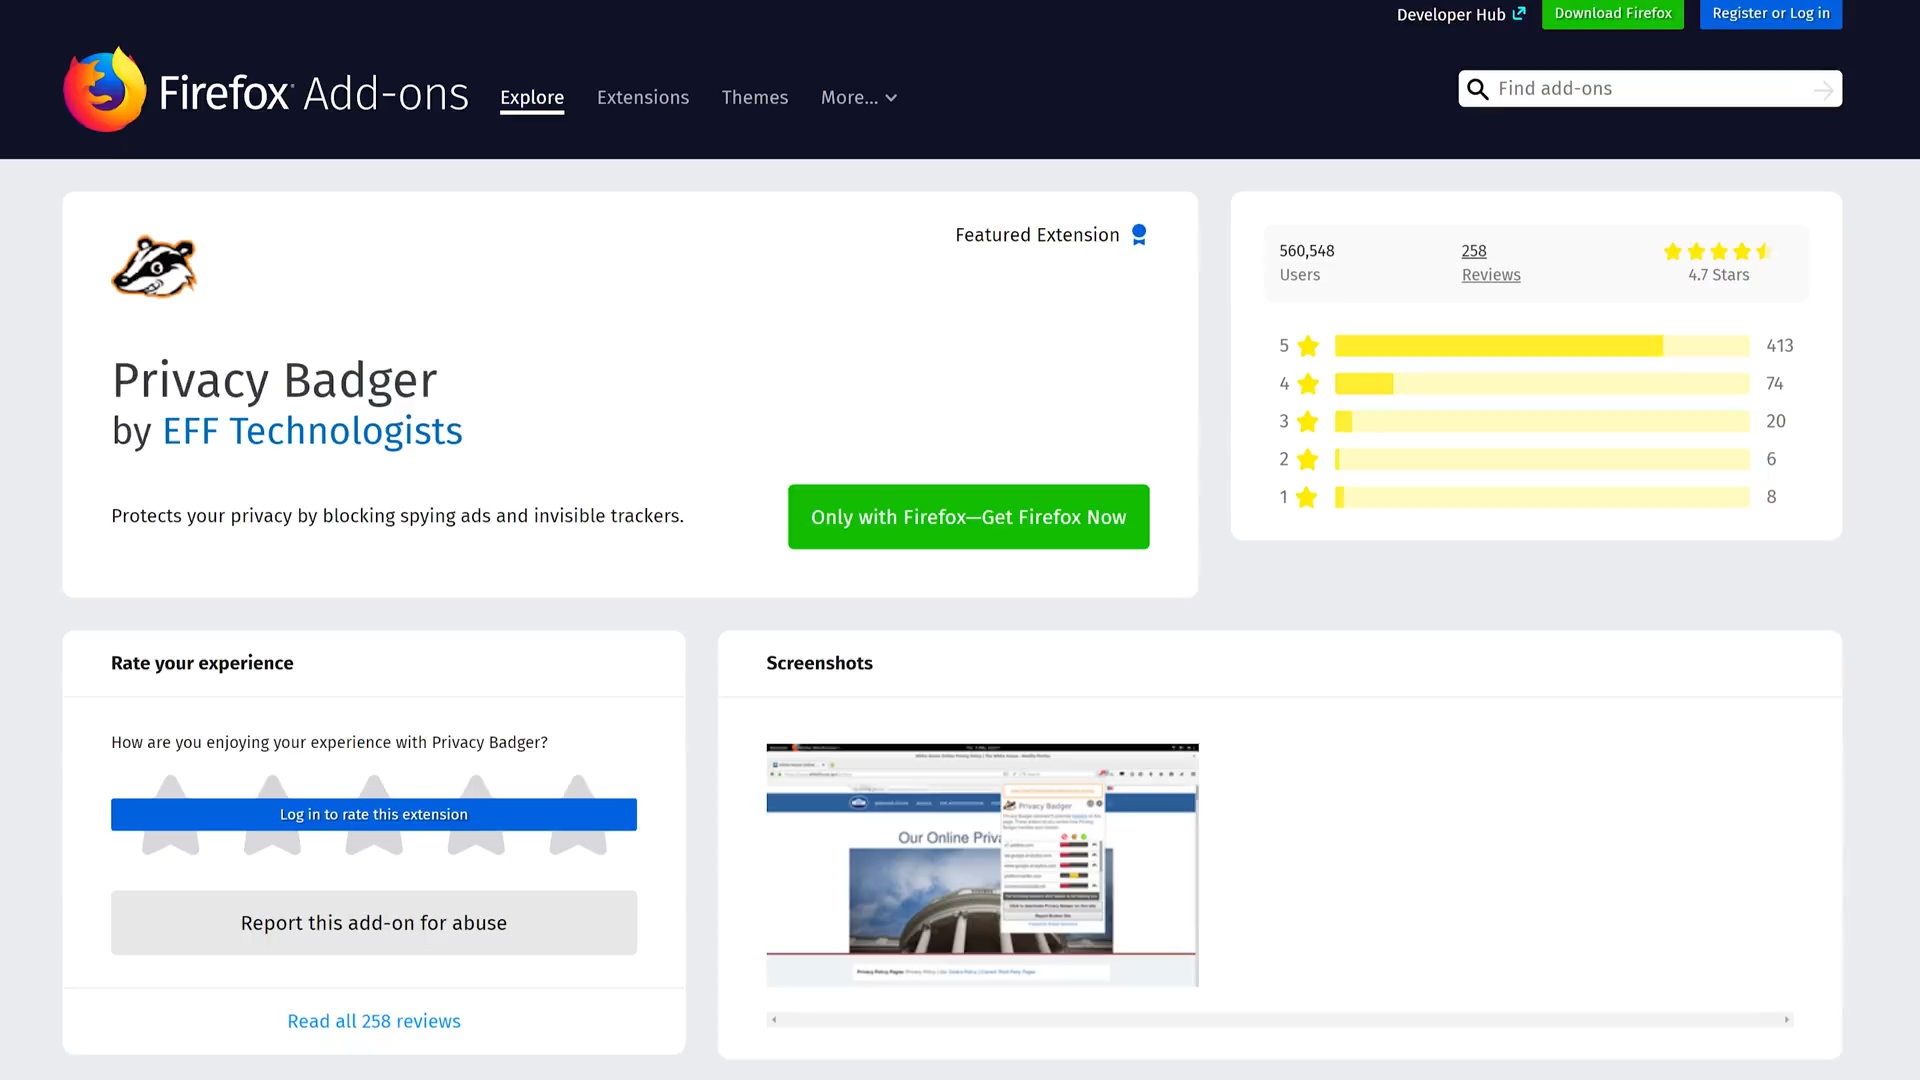 Developer Hub
Download Firefox
Register or Log in
Firefox Add-ons
Explore
Extensions
Themes
More...
Find add-ons
Featured Extension
Privacy Badger
by EFF Technologists
Protects your privacy by blocking spying ads and invisible trackers.
Only with Firefox—Get Firefox Now
560,548
Users
258
Reviews
4.7 Stars
5 413
4 74
3 20
2 6
1 8
Rate your experience
How are you enjoying your experience with Privacy Badger?
Log in to rate this extension
Report this add-on for abuse
Read all 258 reviews
Screenshots
Privacy Badger
Our Online Priva